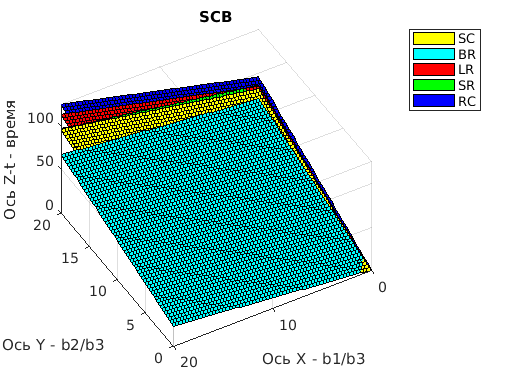 SCB
SC
BR
LR
SR
RC
Ось Z-t - время
100
50
0
20
15
10
5
0
Ось Y - b2/b3
20
10
0
Ось X - b1/b3